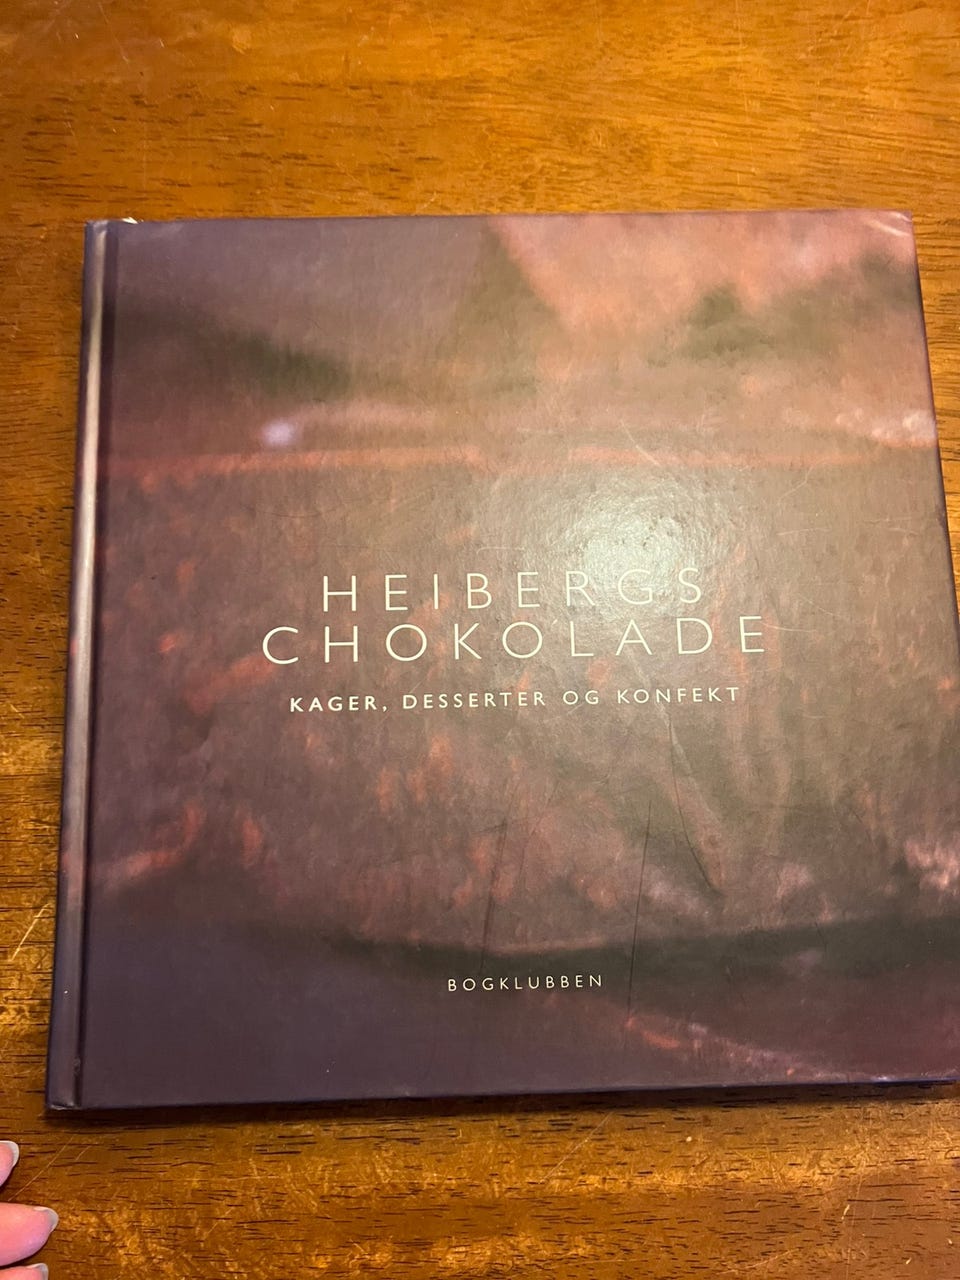 HEIBERGS
CHOKOLADE
KAGER, DESSERTER OG KONFEKT
BOGKLUBBEN